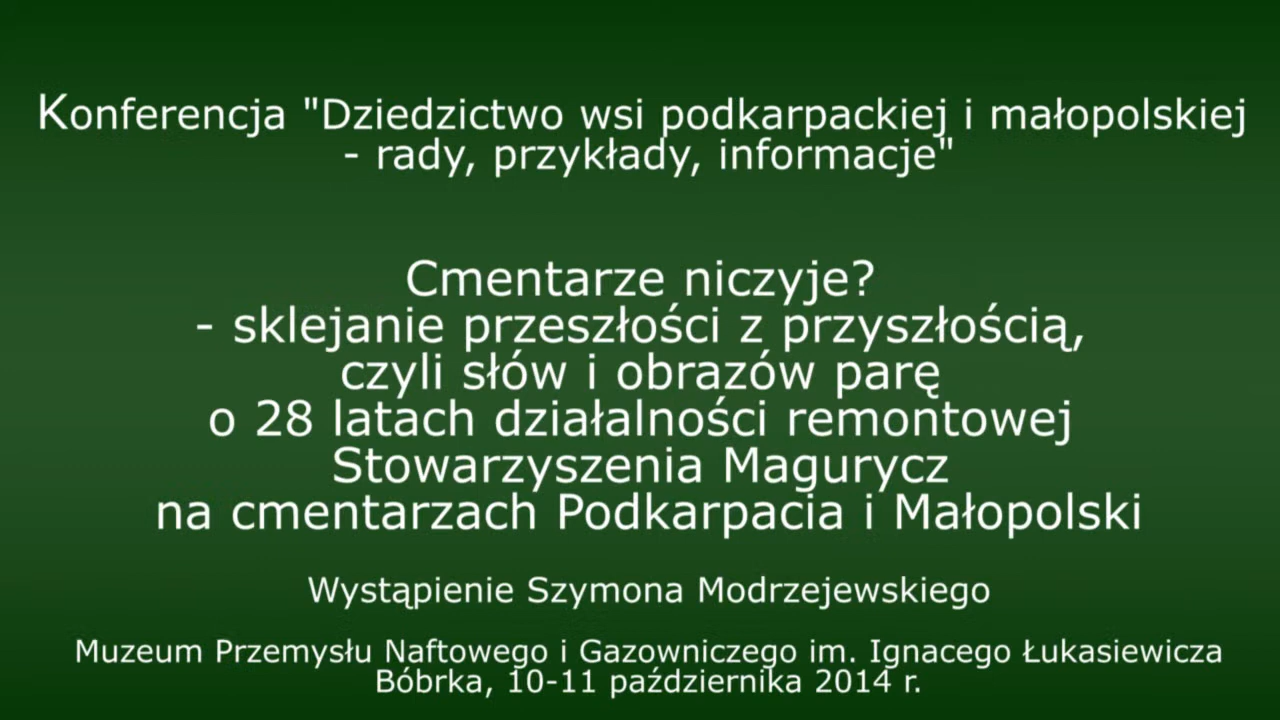 Konferencja "Dziedzictwo wsi podkarpackiej i małopolskiej
- rady, przykłady, informacje"
Cmentarze niczyje?
- sklejanie przeszłości z przyszłością,
czyli słów i obrazów parę
o 28 latach działalności remontowej
Stowarzyszenia Magurycz
na cmentarzach Podkarpacia i Małopolski
Wystąpienie Szymona Modrzejewskiego
Muzeum Przemysłu Naftowego i Gazowniczego im. Ignacego Łukasiewicza
Bóbrka, 10-11 października 2014 r.